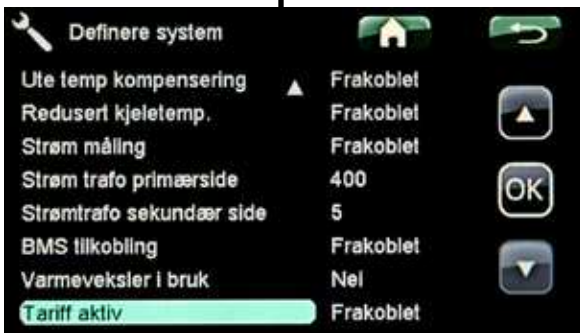 Definere system
Ute temp kompensering Frakoblet
Redusert kjeletemp. Frakoblet
Strøm måling Frakoblet
Strøm trafo primærside 400
Strømtrafo sekundær side 5
OK
BMS tilkobling Frakoblet
Varmeveksler i bruk Nei
Tariff aktiv Frakoblet